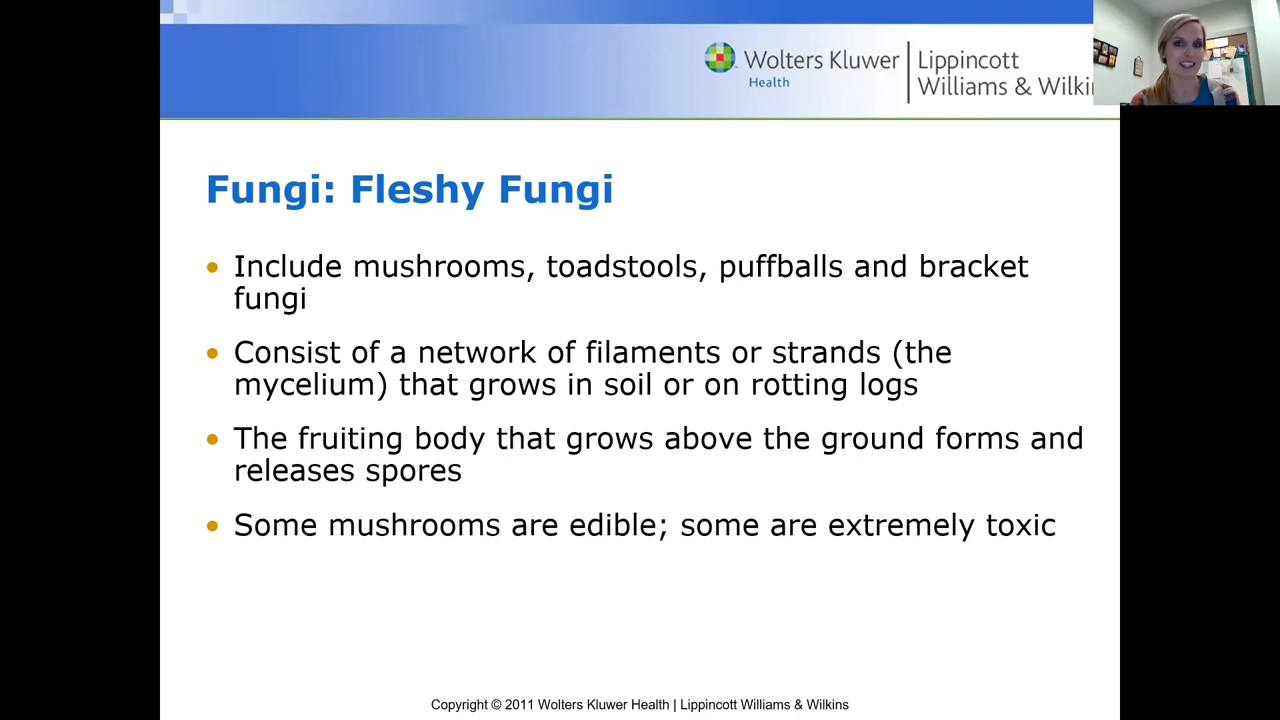 Wolters Kluwer
Health
Lippincott
Williams & Wilki
Fungi: Fleshy Fungi
• Include mushrooms, toadstools, puffballs and bracket
fungi
• Consist of a network of filaments or strands (the
mycelium) that grows in soil or on rotting logs
• The fruiting body that grows above the ground forms and
releases spores
• Some mushrooms are edible; some are extremely toxic
Copyright © 2011 Wolters Kluwer Health | Lippincott Williams & Wilkins